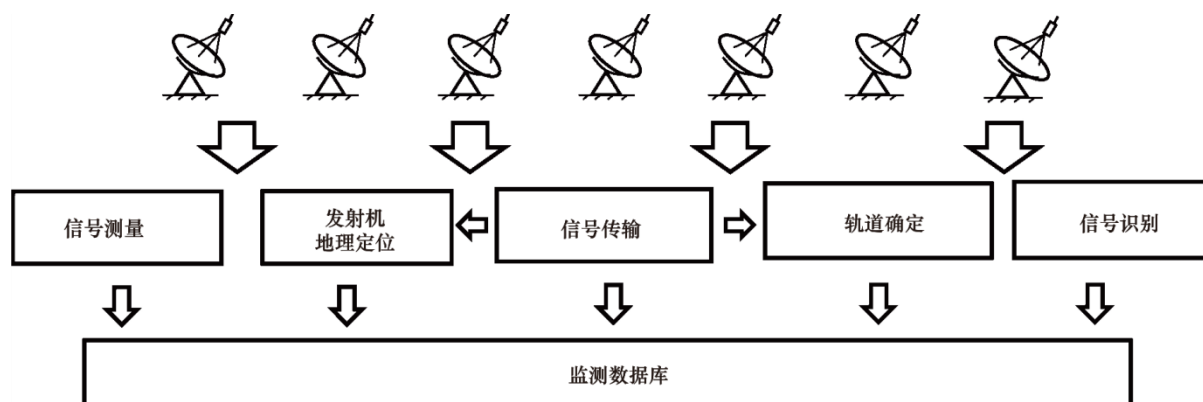 信号测量
发射机
地理定位
信号传输
轨道确定
信号识别
监测数据库